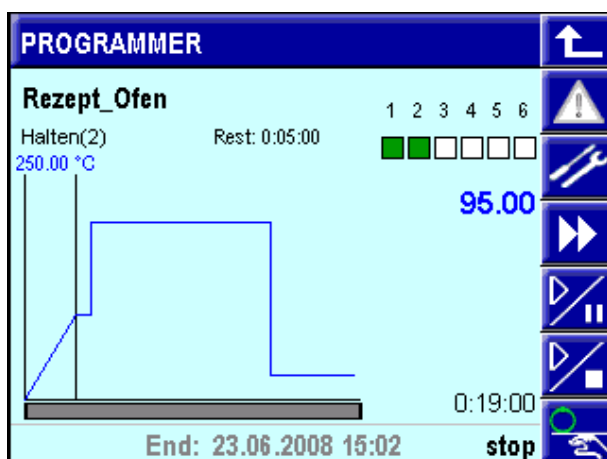 PROGRAMMER
Rezept_Ofen
1 2 3 4 5 6
Halten(2) Rest: 0:05:00
250.00 °C
95.00
0:19:00
End: 23.06.2008 15:02 stop